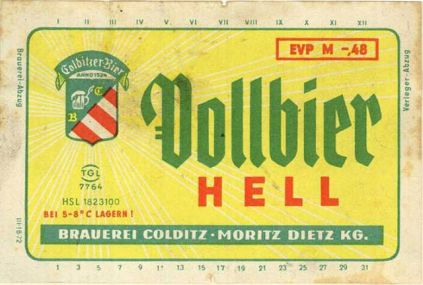 I II III IV V VI VII VIII IX X XI XII
EVP M -,48
Colditzer-Bier
ANNO 1524
B C
Vollbier
HELL
TGL
7764
HSL 1823100
BEI 5-8°C LAGERN!
BRAUEREI COLDITZ·MORITZ DIETZ KG.
1 3 5 7 9 11 13 15 17 19 21 23 25 27 29 31
Brauerei-Abzug
Verleger-Abzug